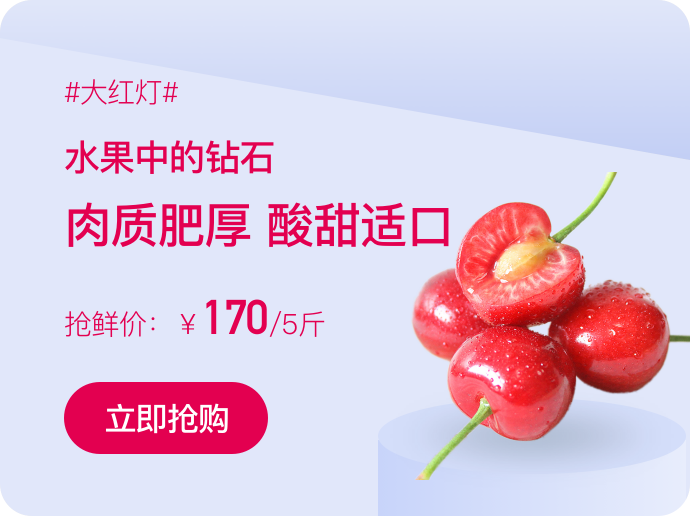 #大红灯#
水果中的钻石
肉质肥厚 酸甜适口
抢鲜价：￥170/5斤
立即抢购